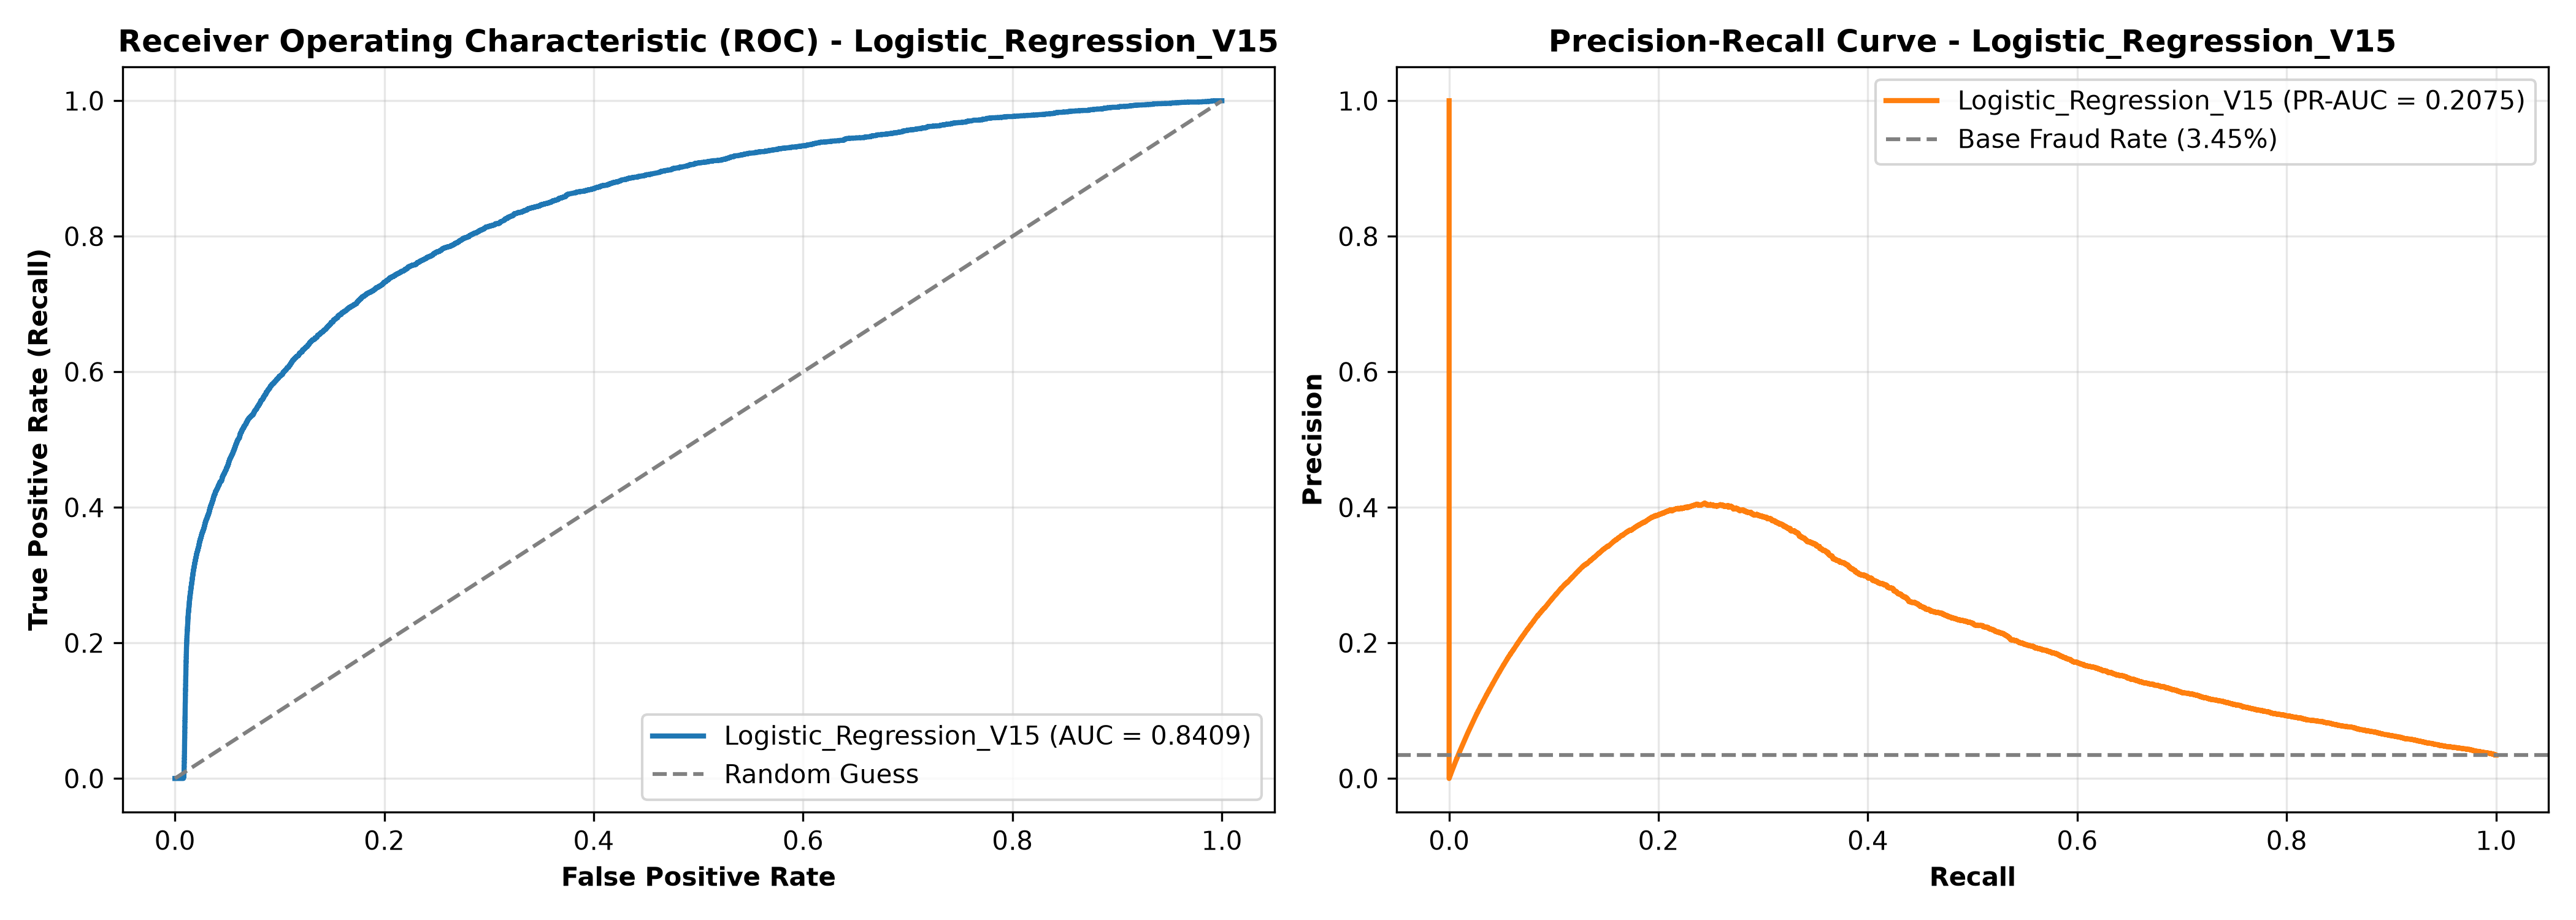 Receiver Operating Characteristic (ROC) - Logistic_Regression_V15
True Positive Rate (Recall)
1.0
0.8
0.6
0.4
0.2
0.0
Logistic_Regression_V15 (AUC = 0.8409)
Random Guess
0.0 0.2 0.4 0.6 0.8 1.0
False Positive Rate
Precision-Recall Curve - Logistic_Regression_V15
Precision
1.0
0.8
0.6
0.4
0.2
0.0
Logistic_Regression_V15 (PR-AUC = 0.2075)
Base Fraud Rate (3.45%)
0.0 0.2 0.4 0.6 0.8 1.0
Recall